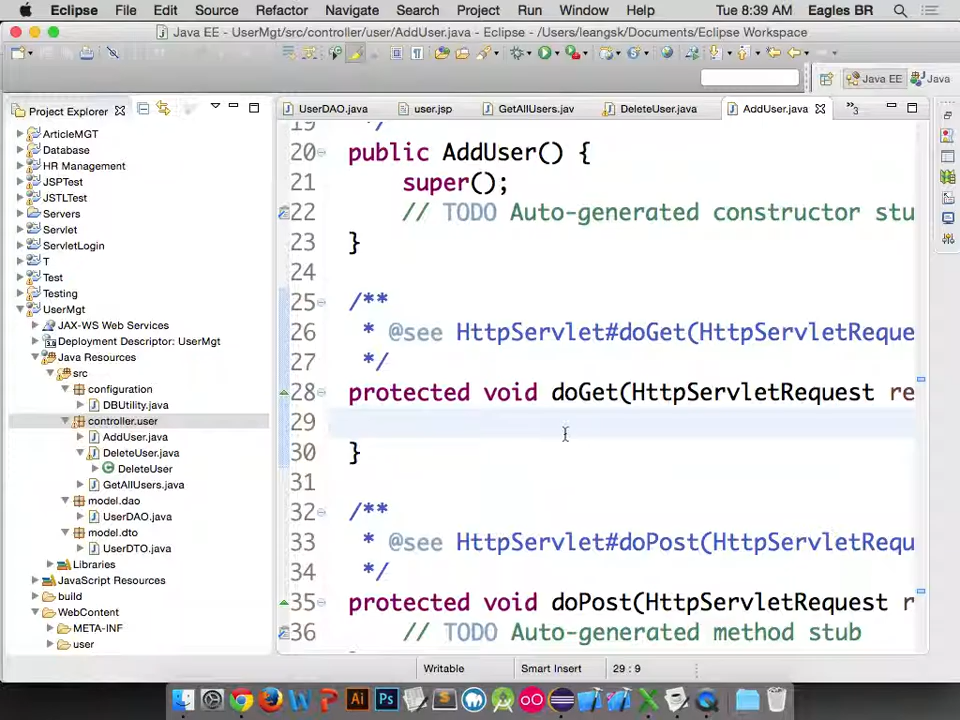 Eclipse File Edit Source Refactor Navigate Search Project Run Window Help Tue 8:39 AM Eagles BR
Java EE - UserMgt/src/controller/user/AddUser.java - Eclipse - /Users/leangsk/Documents/Eclipse Workspace
Java EE Java
Project Explorer
UserDAO.java user.jsp GetAllUsers.jav DeleteUser.java AddUser.java »3
ArticleMGT
Database
HR Management
JSPTest
JSTLTest
Servers
Servlet
ServletLogin
T
Test
Testing
UserMgt
JAX-WS Web Services
Deployment Descriptor: UserMgt
Java Resources
src
configuration
DBUtility.java
controller.user
AddUser.java
DeleteUser.java
DeleteUser
GetAllUsers.java
model.dao
UserDAO.java
model.dto
UserDTO.java
Libraries
JavaScript Resources
build
WebContent
META-INF
user
19 */
20 public AddUser() {
21 super();
22 // TODO Auto-generated constructor stu
23 }
24
25 /**
26 * @see HttpServlet#doGet(HttpServletReque
27 */
28 protected void doGet(HttpServletRequest re
29
30 }
31
32 /**
33 * @see HttpServlet#doPost(HttpServletRequ
34 */
35 protected void doPost(HttpServletRequest r
36 // TODO Auto-generated method stub
Writable Smart Insert 29 : 9